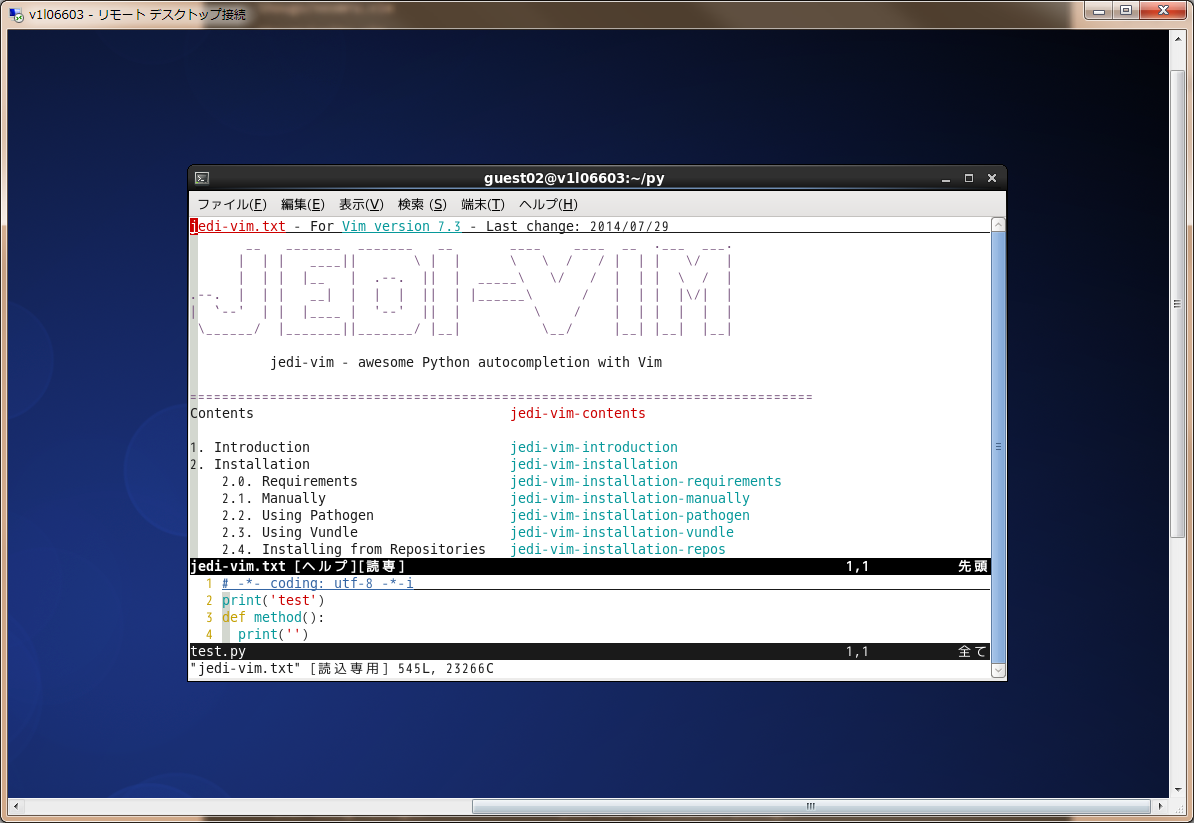 v1l06603 - リモート デスクトップ接続
guest02@v1l06603:~/py
ファイル(F) 編集(E) 表示(V) 検索 (S) 端末(T) ヘルプ(H)
jedi-vim.txt - For Vim version 7.3 - Last change: 2014/07/29
JEDI-VIM
jedi-vim - awesome Python autocompletion with Vim
==============================================================================
Contents jedi-vim-contents
1. Introduction jedi-vim-introduction
2. Installation jedi-vim-installation
2.0. Requirements jedi-vim-installation-requirements
2.1. Manually jedi-vim-installation-manually
2.2. Using Pathogen jedi-vim-installation-pathogen
2.3. Using Vundle jedi-vim-installation-vundle
2.4. Installing from Repositories jedi-vim-installation-repos
jedi-vim.txt [ヘルプ][読専] 1,1 先頭
1 # -*- coding: utf-8 -*-i
2 print('test')
3 def method():
4 print('')
test.py 1,1 全て
"jedi-vim.txt" [読込専用] 545L, 23266C